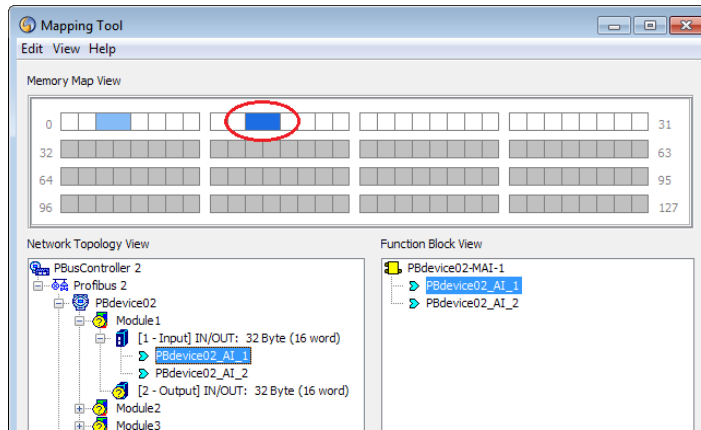 Mapping Tool
Edit View Help
Memory Map View
0 31
32 63
64 95
96 127
Network Topology View
PBusController 2
Profibus 2
PBdevice02
Module1
[1 - Input] IN/OUT: 32 Byte (16 word)
PBdevice02_AI_1
PBdevice02_AI_2
[2 - Output] IN/OUT: 32 Byte (16 word)
Module2
Module3
Function Block View
PBdevice02-MAI-1
PBdevice02_AI_1
PBdevice02_AI_2